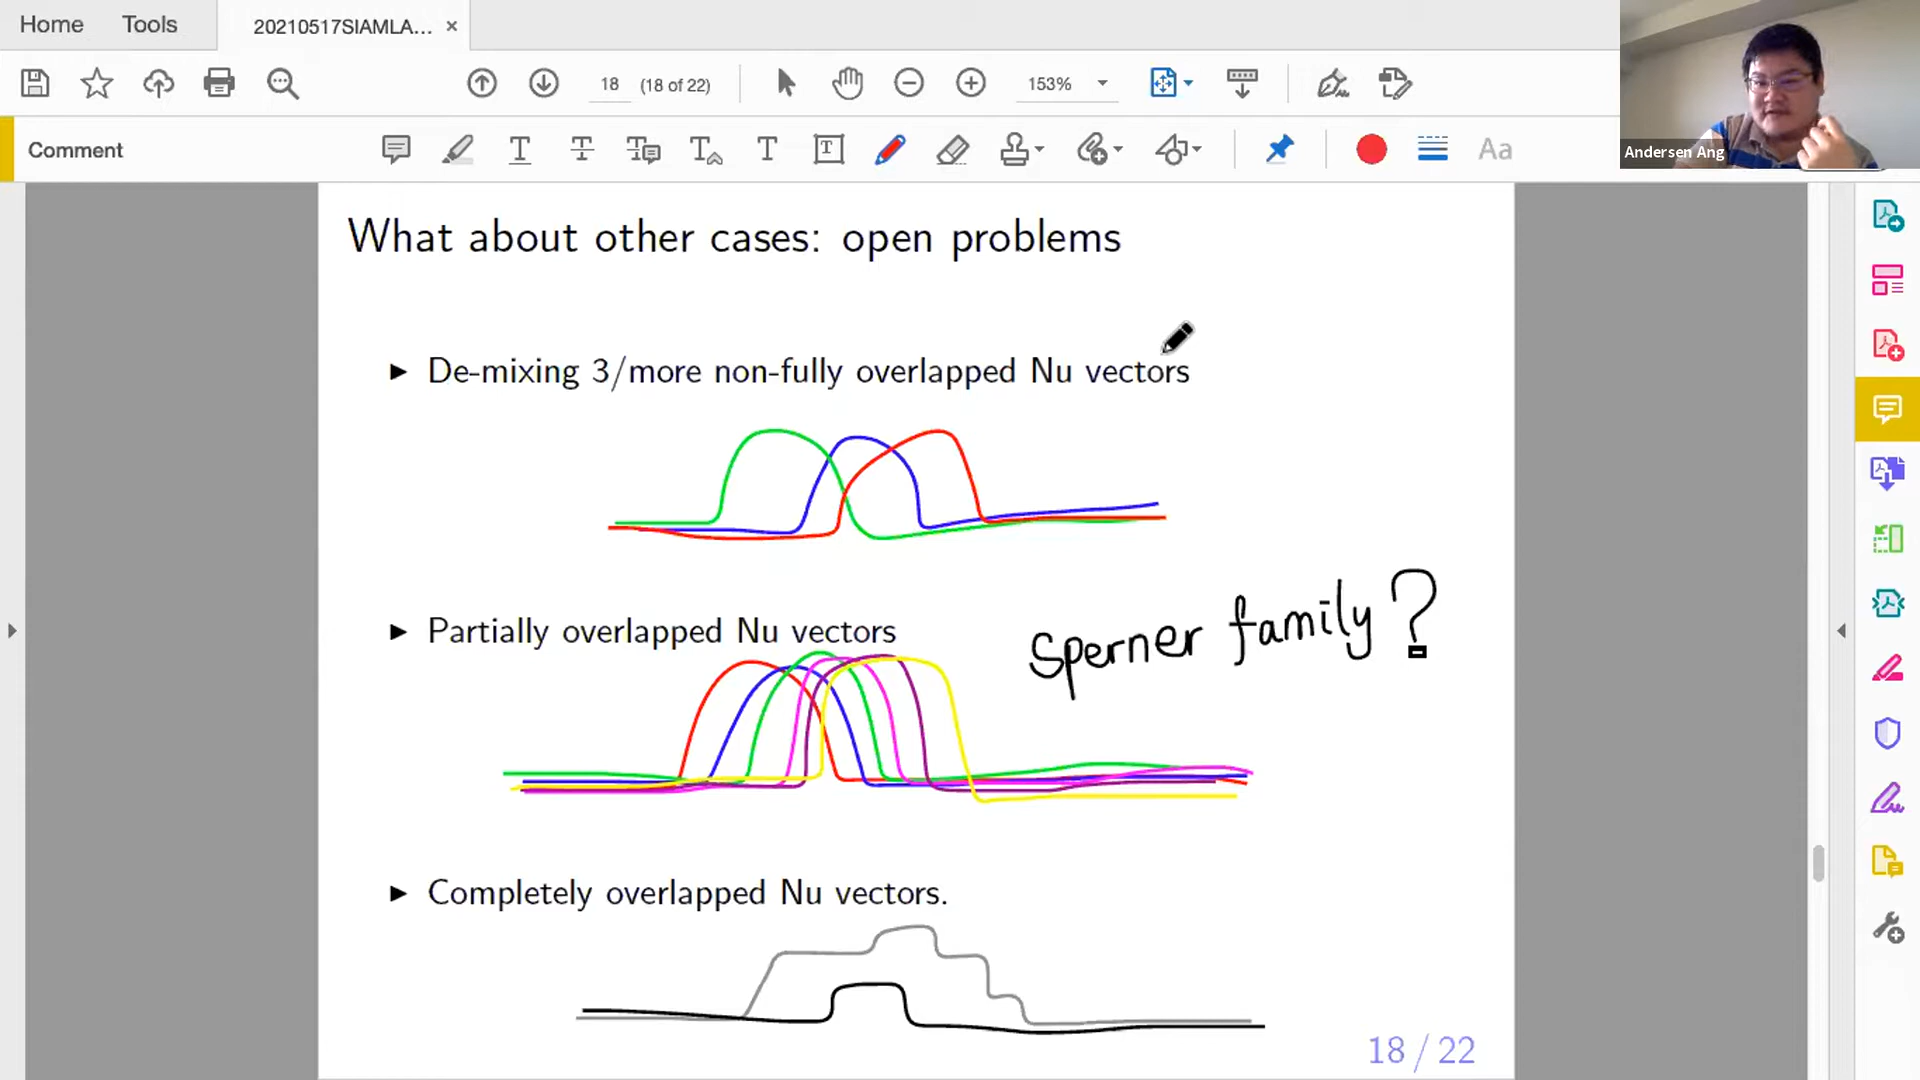 Home Tools 20210517SIAMLA... ×
18 (18 of 22) 153%
Comment
Aa
Andersen Ang
What about other cases: open problems
▶ De-mixing 3/more non-fully overlapped Nu vectors
▶ Partially overlapped Nu vectors
Sperner family?
▶ Completely overlapped Nu vectors.
18 / 22